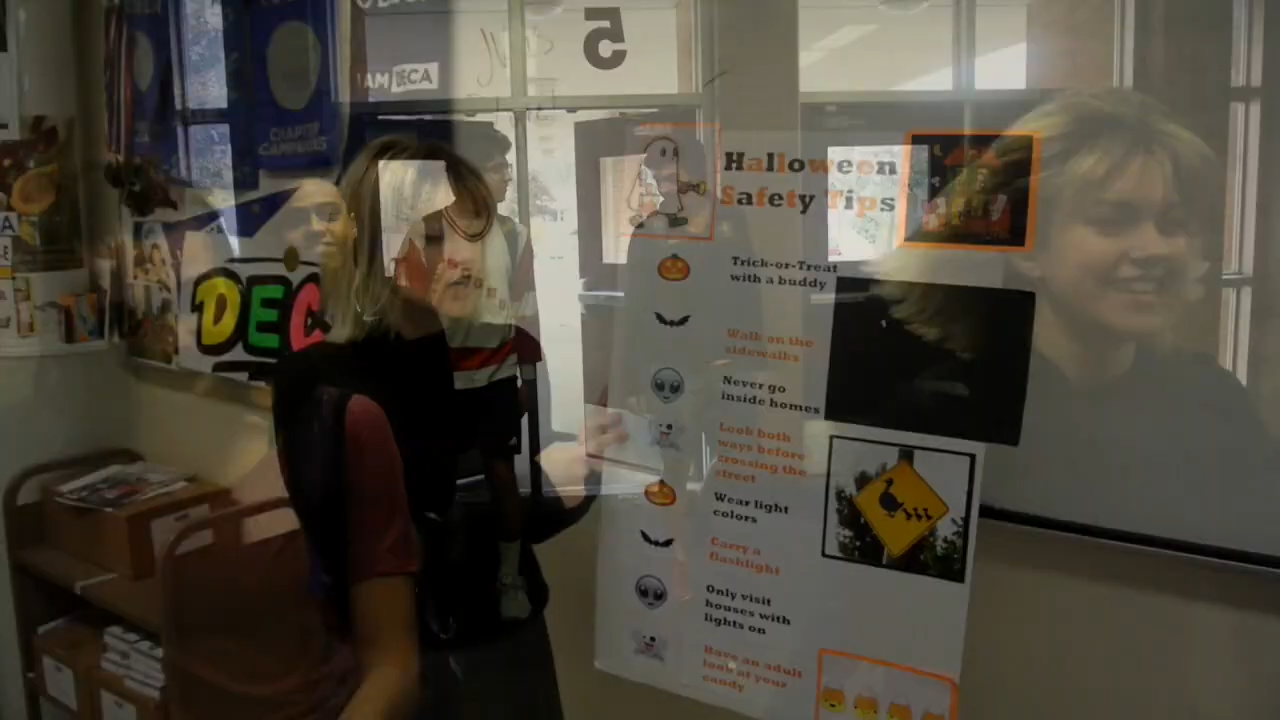 5
I AM DECA
CHAPTER
CAMPAIGNS
DEC
Halloween
Safety Tips
Trick-or-Treat
with a buddy
Walk on the
sidewalks
Never go
inside homes
Look both
ways before
crossing the
street
Wear light
colors
Carry a
flashlight
Only visit
houses with
lights on
Have an adult
look at your
candy